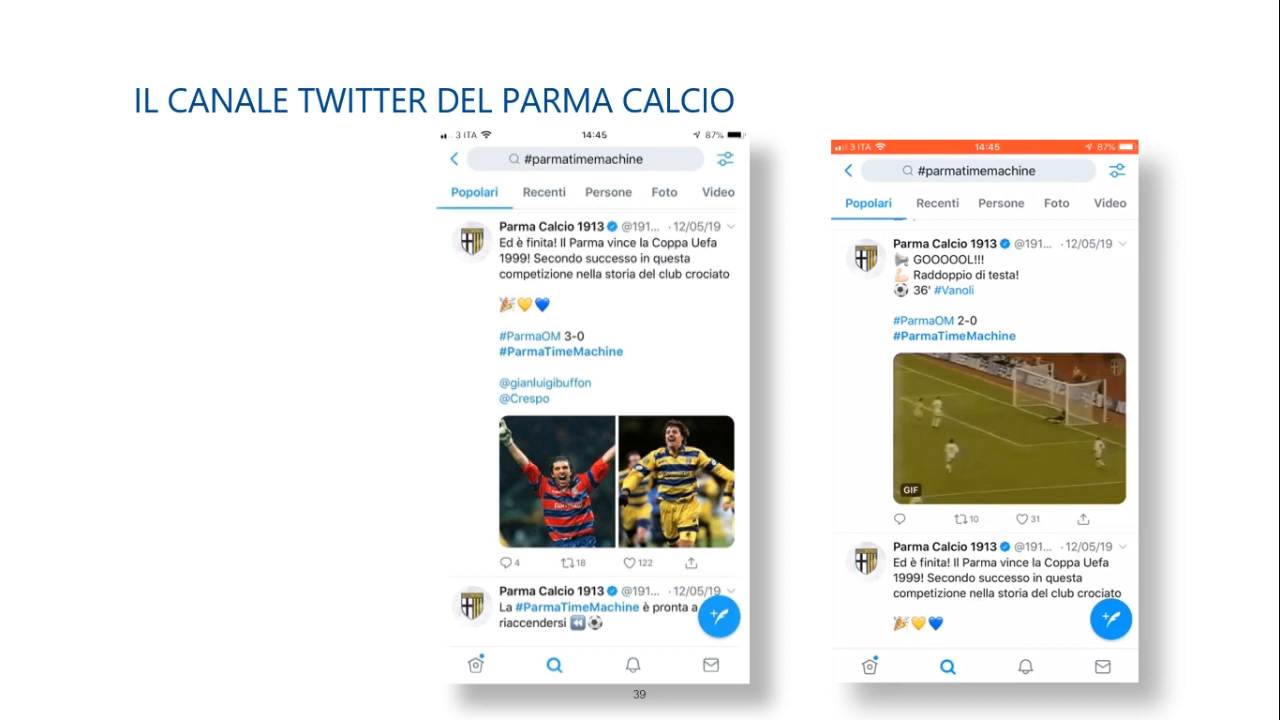 IL CANALE TWITTER DEL PARMA CALCIO
3 ITA 14:45 87%
#parmatimemachine
Popolari Recenti Persone Foto Video
Parma Calcio 1913 @191... · 12/05/19
Ed è finita! Il Parma vince la Coppa Uefa
1999! Secondo successo in questa
competizione nella storia del club crociato
🎉💛💙
#ParmaOM 3-0
#ParmaTimeMachine
@gianluigibuffon
@Crespo
4 18 122
Parma Calcio 1913 @191... · 12/05/19
La #ParmaTimeMachine è pronta a
riaccendersi ⏪⚽
3 ITA 14:45 87%
#parmatimemachine
Popolari Recenti Persone Foto Video
Parma Calcio 1913 @191... · 12/05/19
📢 GOOOOOL!!!
💪🏻 Raddoppio di testa!
⚽ 36' #Vanoli
#ParmaOM 2-0
#ParmaTimeMachine
GIF
10 31
Parma Calcio 1913 @191... · 12/05/19
Ed è finita! Il Parma vince la Coppa Uefa
1999! Secondo successo in questa
competizione nella storia del club crociato
🎉💛💙
39